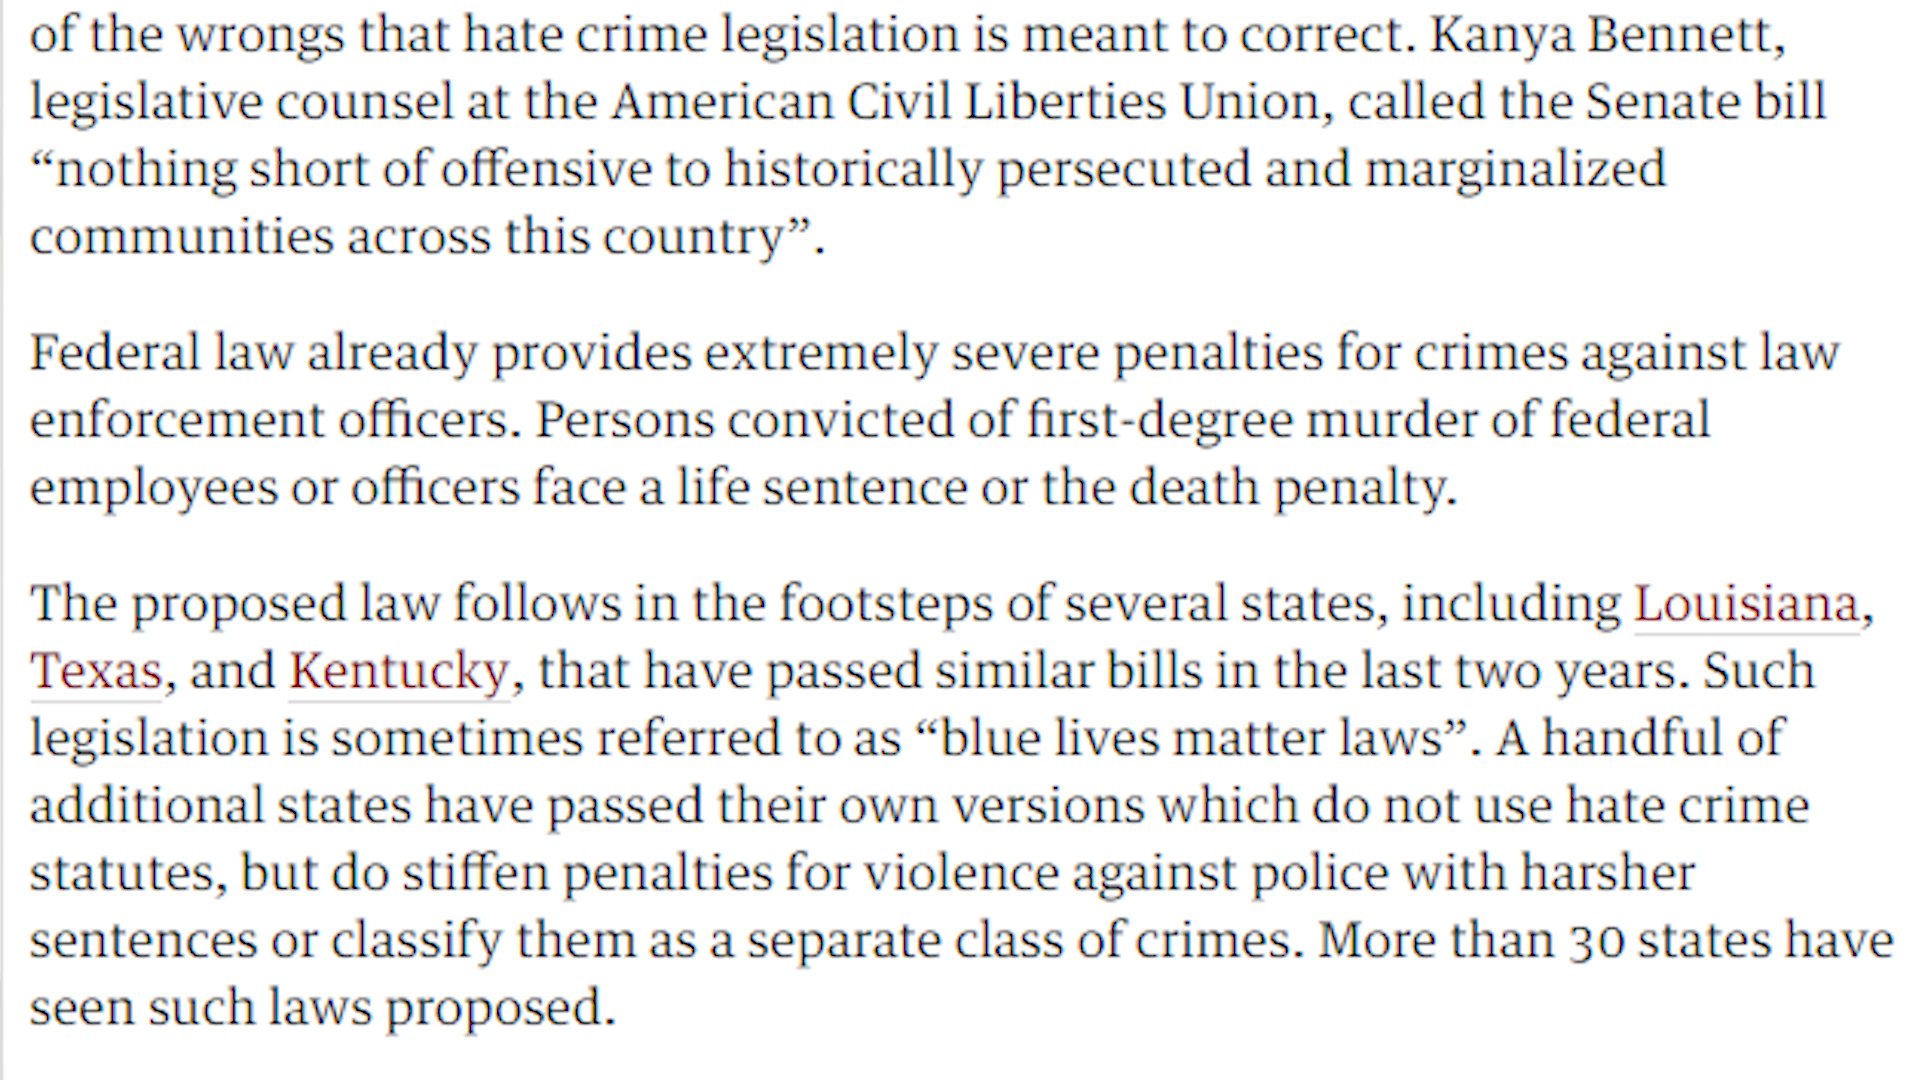 of the wrongs that hate crime legislation is meant to correct. Kanya Bennett,
legislative counsel at the American Civil Liberties Union, called the Senate bill
“nothing short of offensive to historically persecuted and marginalized
communities across this country”.
Federal law already provides extremely severe penalties for crimes against law
enforcement officers. Persons convicted of first-degree murder of federal
employees or officers face a life sentence or the death penalty.
The proposed law follows in the footsteps of several states, including Louisiana,
Texas, and Kentucky, that have passed similar bills in the last two years. Such
legislation is sometimes referred to as “blue lives matter laws”. A handful of
additional states have passed their own versions which do not use hate crime
statutes, but do stiffen penalties for violence against police with harsher
sentences or classify them as a separate class of crimes. More than 30 states have
seen such laws proposed.